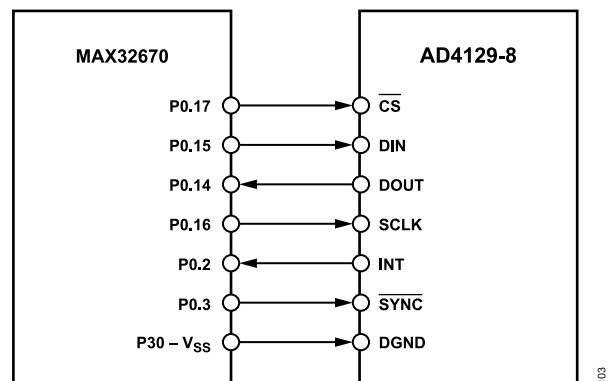 MAX32670 AD4129-8
P0.17 CS
P0.15 DIN
P0.14 DOUT
P0.16 SCLK
P0.2 INT
P0.3 SYNC
P30 – VSS DGND